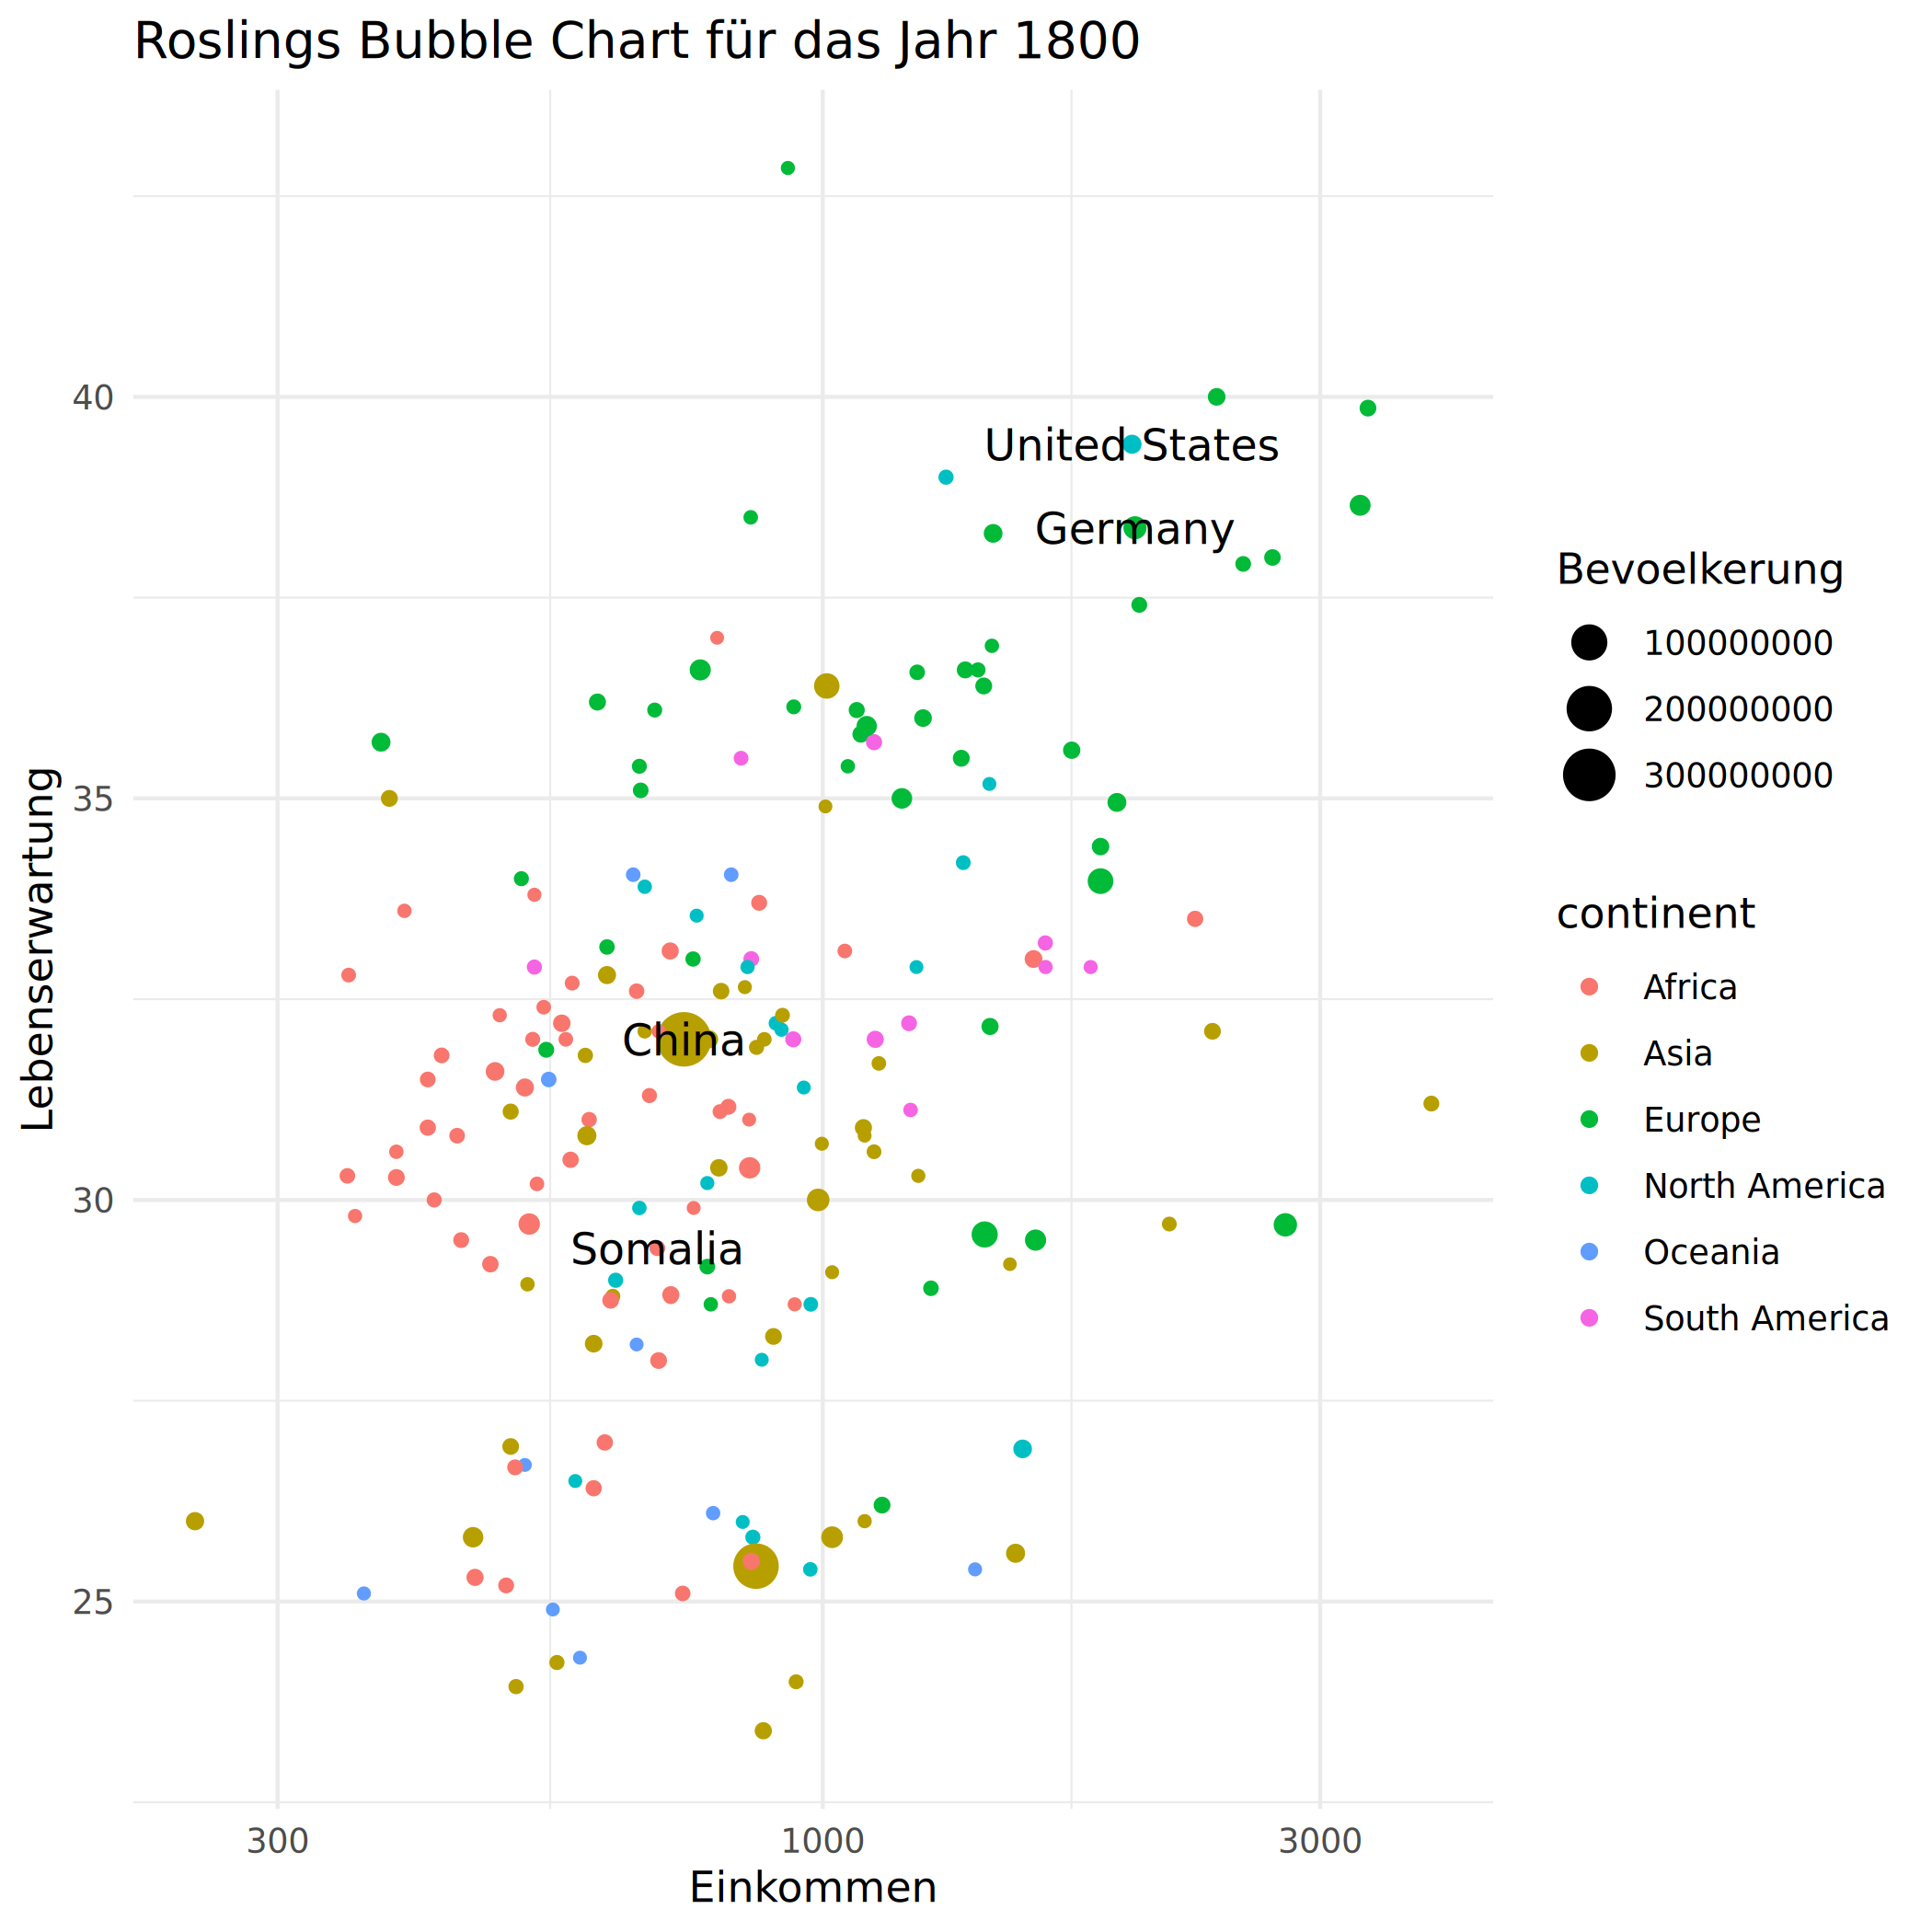 Roslings Bubble Chart für das Jahr 1800
Lebenserwartung
40
35
30
25
United States
Germany
China
Somalia
300
1000
3000
Einkommen
Bevoelkerung
100000000
200000000
300000000
continent
Africa
Asia
Europe
North America
Oceania
South America